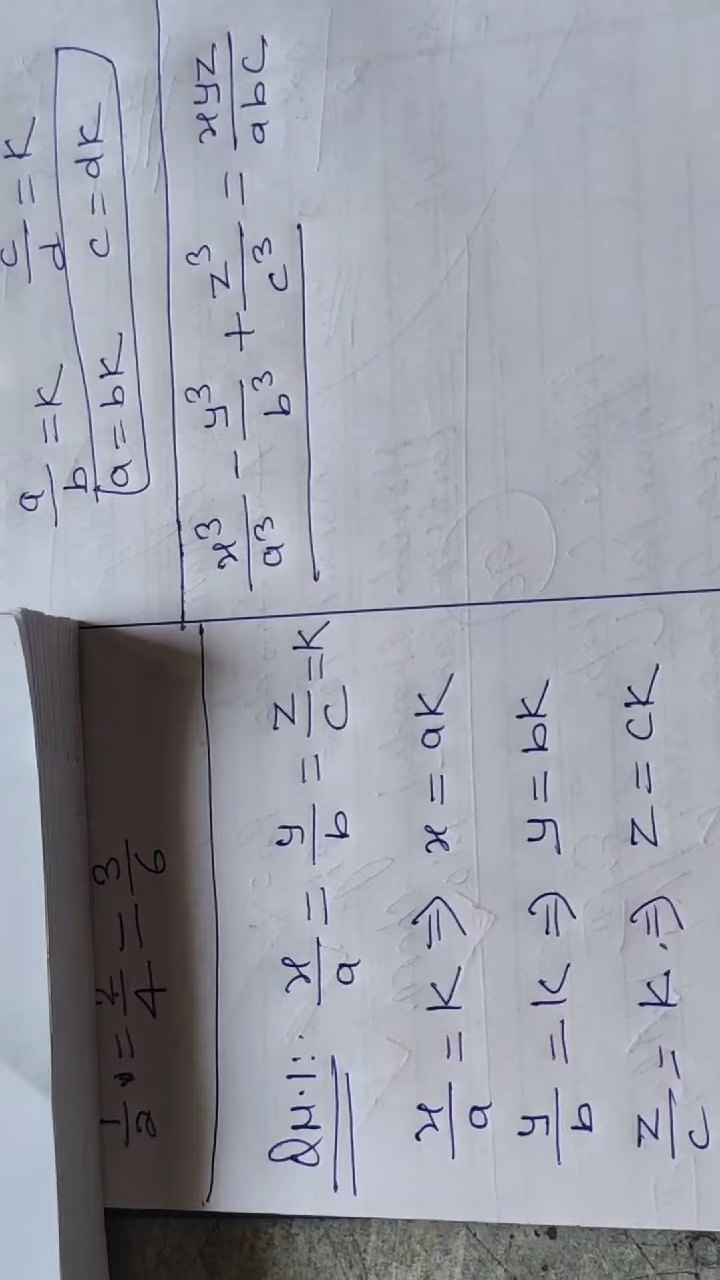 1/2 = 2/4 = 3/6
Qn.1: x/a = y/b = z/c = K
x/a = K ⇒ x = aK
y/b = K ⇒ y = bK
z/c = K ⇒ z = cK
a/b = K c/d = K
a = bK c = dK
x³/a³ - y³/b³ + z³/c³ = xyz/abc